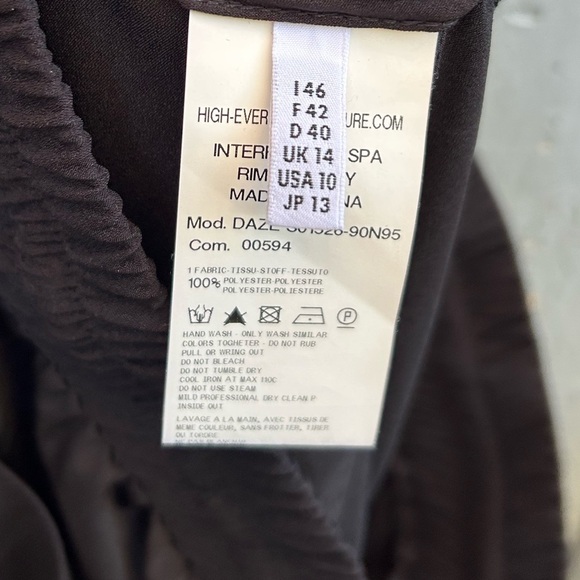 I 46
F 42
D 40
UK 14
USA 10
JP 13
HIGH-EVER URE.COM
INTERF SPA
RIM Y
MAD NA
Mod. DAZE 90N95
Com. 00594
1 FABRIC-TISSU-STOFF-TESSUTO
100% POLYESTER-POLYESTER
POLYESTER-POLIESTERE
P
HAND WASH - ONLY WASH SIMILAR
COLORS TOGHETER - DO NOT RUB
PULL OR WRING OUT
DO NOT BLEACH
DO NOT TUMBLE DRY
COOL IRON AT MAX 110C
DO NOT USE STEAM
MILD PROFESSIONAL DRY CLEAN P
INSIDE OUT
LAVAGE A LA MAIN, AVEC TISSUS DE
MEME COULEUR, SANS FROTTER, TIRER
OU TORDRE